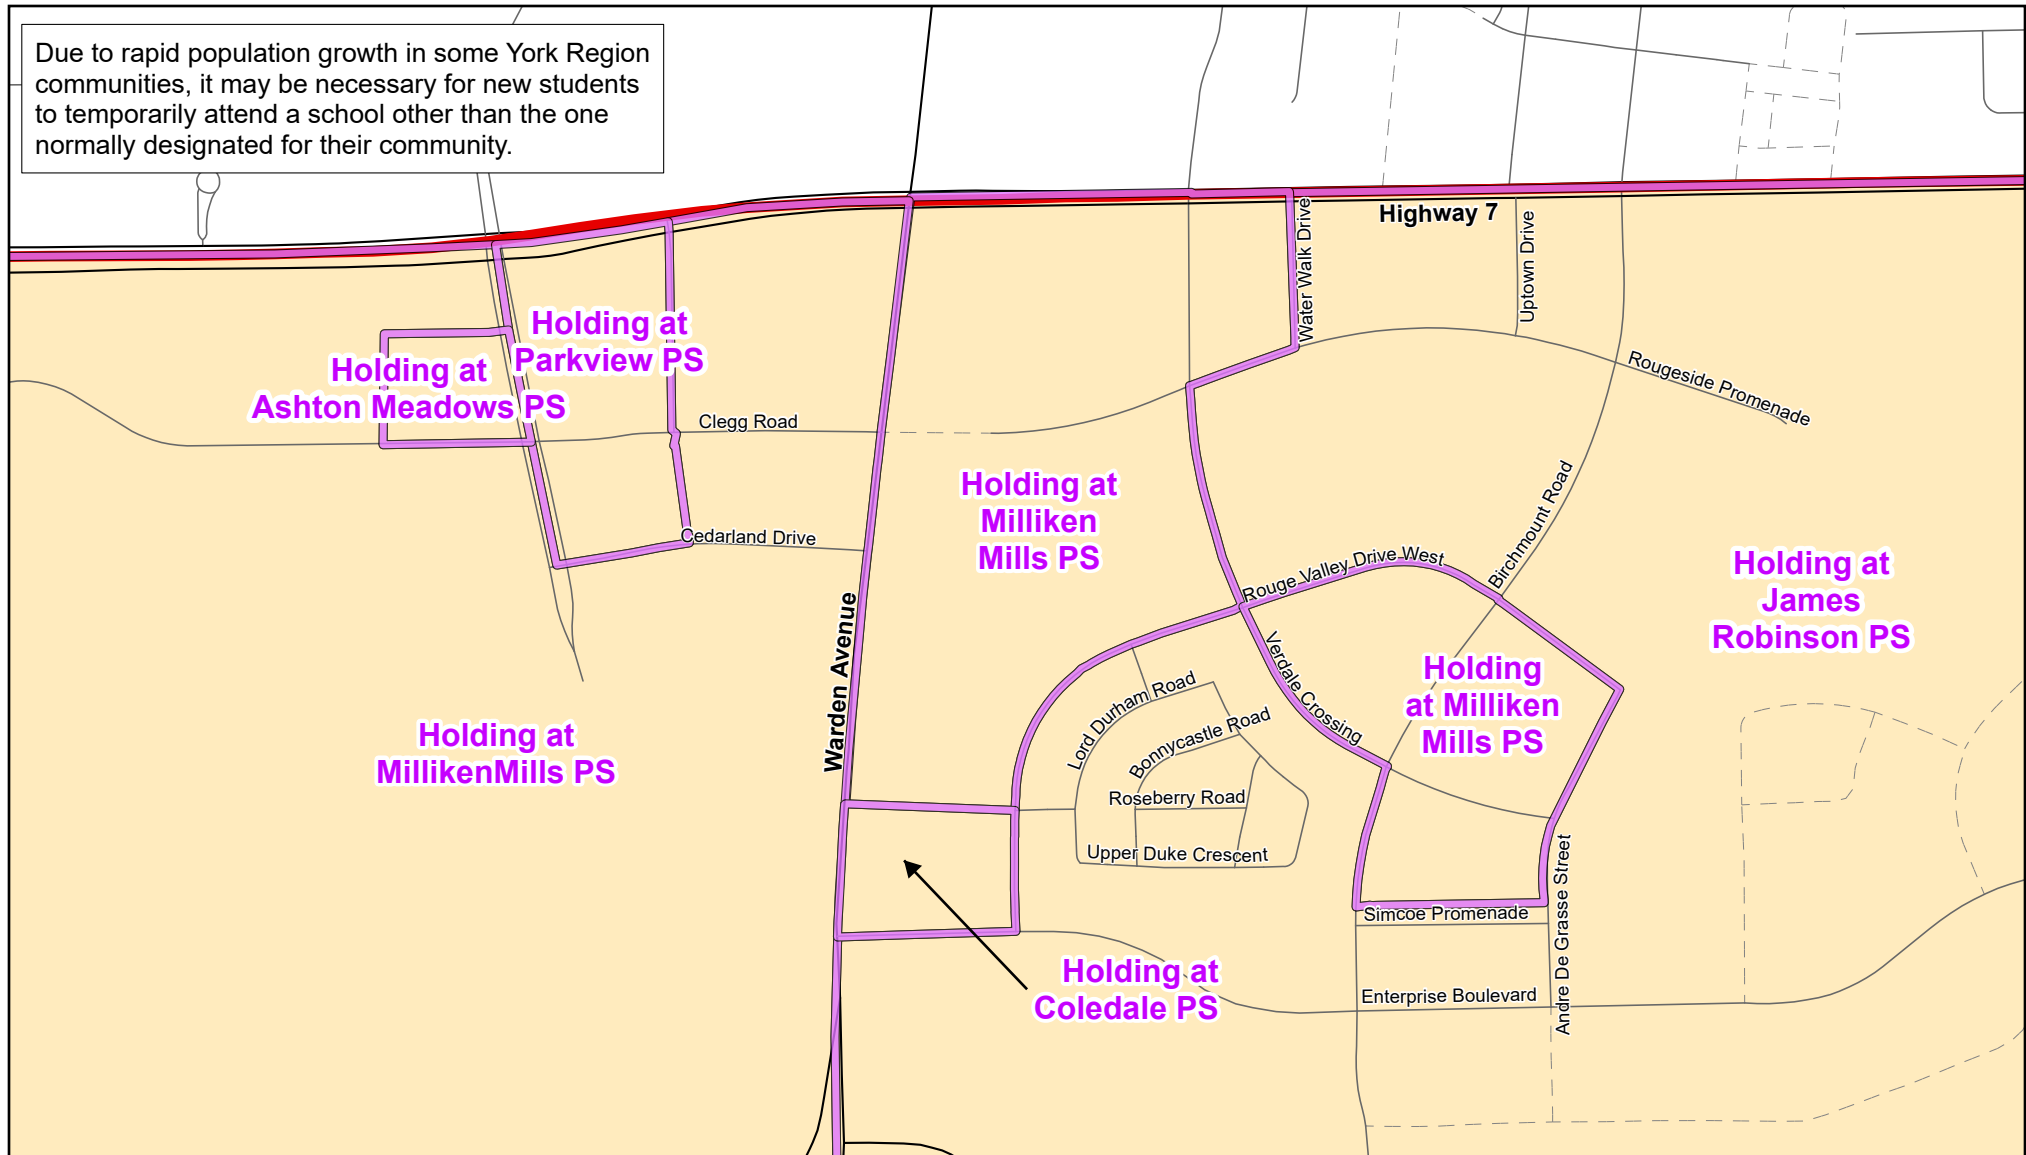 Due to rapid population growth in some York Region
communities, it may be necessary for new students
to temporarily attend a school other than the one
normally designated for their community.
Highway 7
Water Walk Drive
Uptown Drive
Holding at
Parkview PS
Holding at
Ashton Meadows PS
Rougeside Promenade
Clegg Road
Holding at
Milliken
Mills PS
Birchmount Road
Cedarland Drive
Rouge Valley Drive West
Holding at
James
Robinson PS
Warden Avenue
Verdale Crossing
Holding
at Milliken
Mills PS
Lord Durham Road
Bonnycastle Road
Holding at
MillikenMills PS
Roseberry Road
Upper Duke Crescent
Andre De Grasse Street
Simcoe Promenade
Holding at
Coledale PS
Enterprise Boulevard